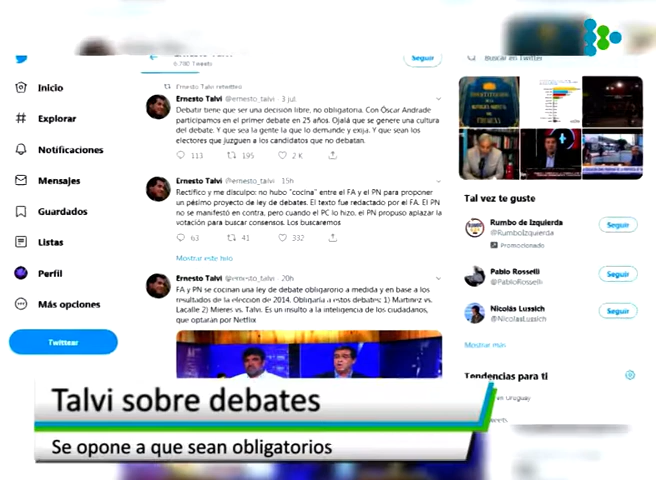 6.780 Tweets
Seguir
Buscar en Twitter
Inicio
Explorar
Notificaciones
Mensajes
Guardados
Listas
Perfil
Más opciones
Twittear
Ernesto Talvi retwitteó
Ernesto Talvi @ernesto_talvi · 3 jul.
Debatir tiene que ser una decisión libre, no obligatoria. Con Óscar Andrade
participamos en el primer debate en 25 años. Ojalá que se genere una cultura
del debate. Y que sea la gente la que lo demande y exija. Y que sean los
electores que juzguen a los candidatos que no debatan.
113 195 2 K
Ernesto Talvi @ernesto_talvi · 15h
Rectifico y me disculpo: no hubo "cocina" entre el FA y el PN para proponer
un pésimo proyecto de ley de debates. El texto fue redactado por el FA. El PN
no se manifestó en contra, pero cuando el PC lo hizo, el PN propuso aplazar la
votación para buscar consensos. Los buscaremos
63 41 332
Mostrar este hilo
Ernesto Talvi @ernesto_talvi · 20h
FA y PN se cocinan una ley de debate obligatorio a medida y en base a los
resultados de la elección de 2014. Obligaría a estos debates: 1) Martínez vs.
Lacalle 2) Mieres vs. Talvi. Es un insulto a la inteligencia de los ciudadanos,
que optarán por Netflix
Tal vez te guste
Rumbo de Izquierda
@RumboIzquierda
Promocionado
Seguir
Pablo Rosselli
@PabloRosselli
Seguir
Nicolás Lussich
@NicolasLussich
Seguir
Mostrar más
Tendencias para ti
Uruguay
Talvi sobre debates
Se opone a que sean obligatorios